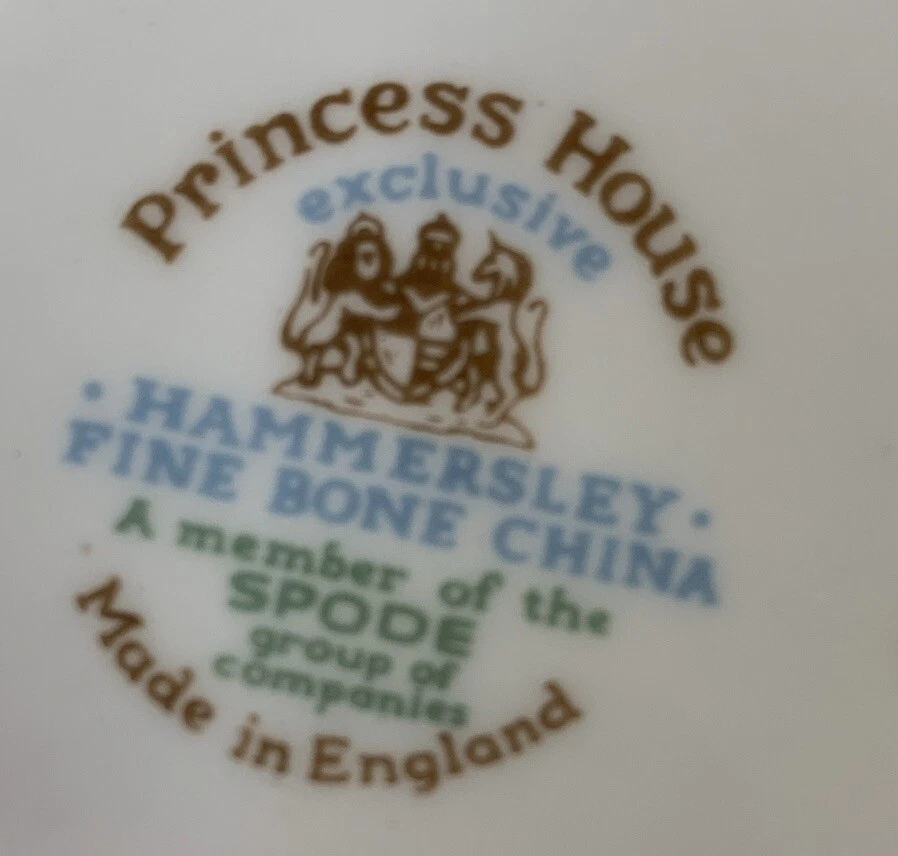 Princess House
exclusive
· HAMMERSLEY ·
FINE BONE CHINA
A member of the
SPODE
group of
companies
Made in England